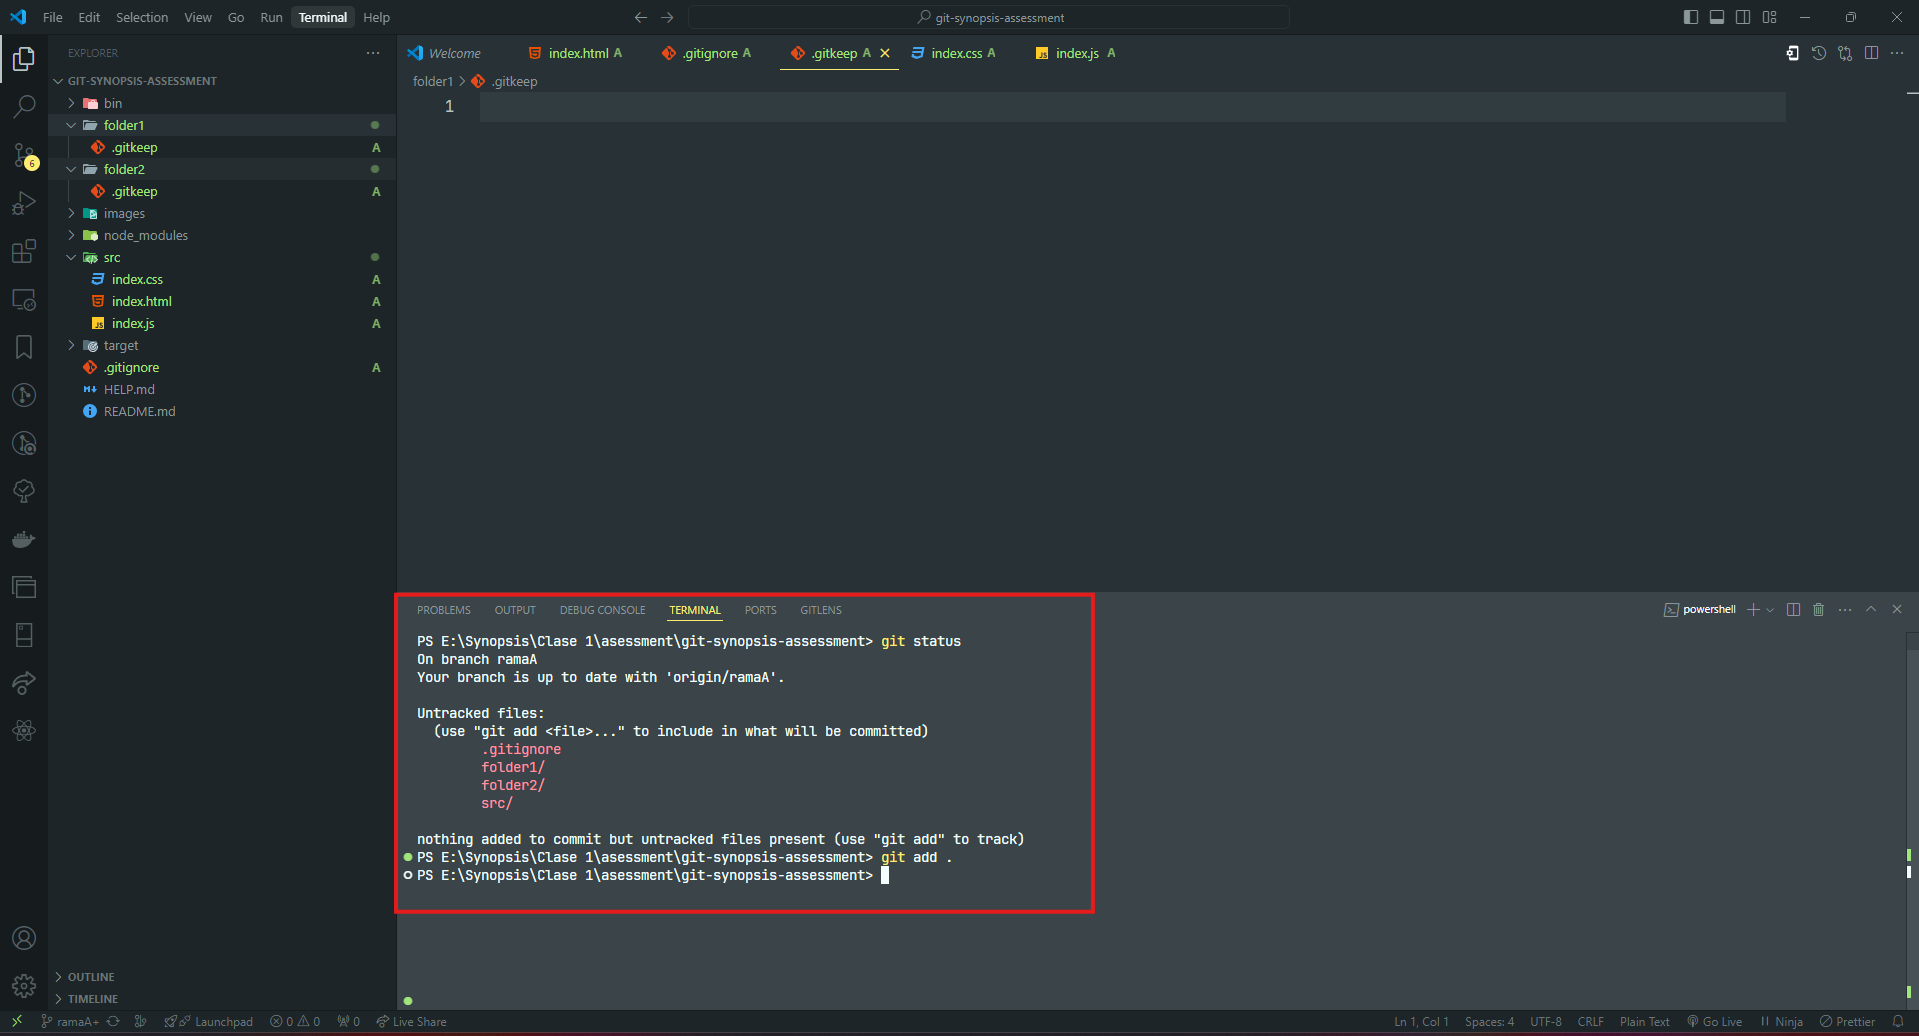 File Edit Selection View Go Run Terminal Help
git-synopsis-assessment
EXPLORER
GIT-SYNOPSIS-ASSESSMENT
bin
folder1
.gitkeep A
folder2
.gitkeep A
images
node_modules
src
index.css A
index.html A
index.js A
target
.gitignore A
HELP.md
README.md
OUTLINE
TIMELINE
6
Welcome index.html A .gitignore A .gitkeep A index.css A JS index.js A
folder1 > .gitkeep
1
PROBLEMS OUTPUT DEBUG CONSOLE TERMINAL PORTS GITLENS
powershell
PS E:\Synopsis\Clase 1\asessment\git-synopsis-assessment> git status
On branch ramaA
Your branch is up to date with 'origin/ramaA'.
Untracked files:
(use "git add <file>..." to include in what will be committed)
.gitignore
folder1/
folder2/
src/
nothing added to commit but untracked files present (use "git add" to track)
PS E:\Synopsis\Clase 1\asessment\git-synopsis-assessment> git add .
PS E:\Synopsis\Clase 1\asessment\git-synopsis-assessment>
ramaA+ Launchpad 0 0 0 Live Share Ln 1, Col 1 Spaces: 4 UTF-8 CRLF Plain Text Go Live Ninja Prettier